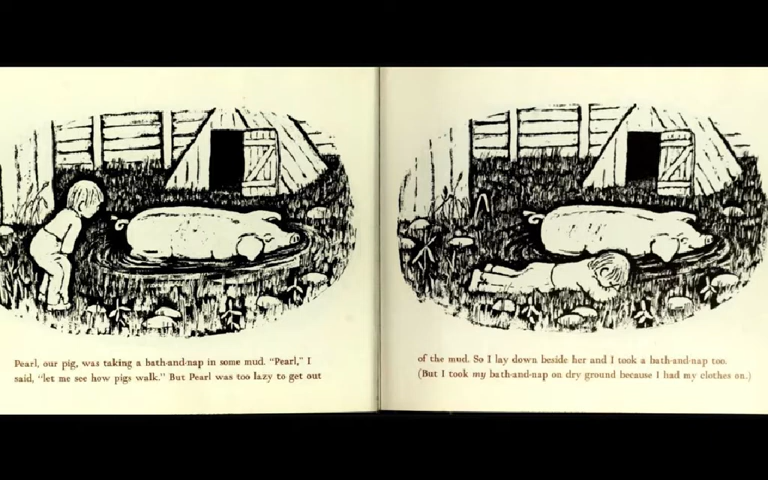 Pearl, our pig, was taking a bath-and-nap in some mud. "Pearl," I
said, "let me see how pigs walk." But Pearl was too lazy to get out
of the mud. So I lay down beside her and I took a bath-and-nap too.
(But I took my bath-and-nap on dry ground because I had my clothes on.)